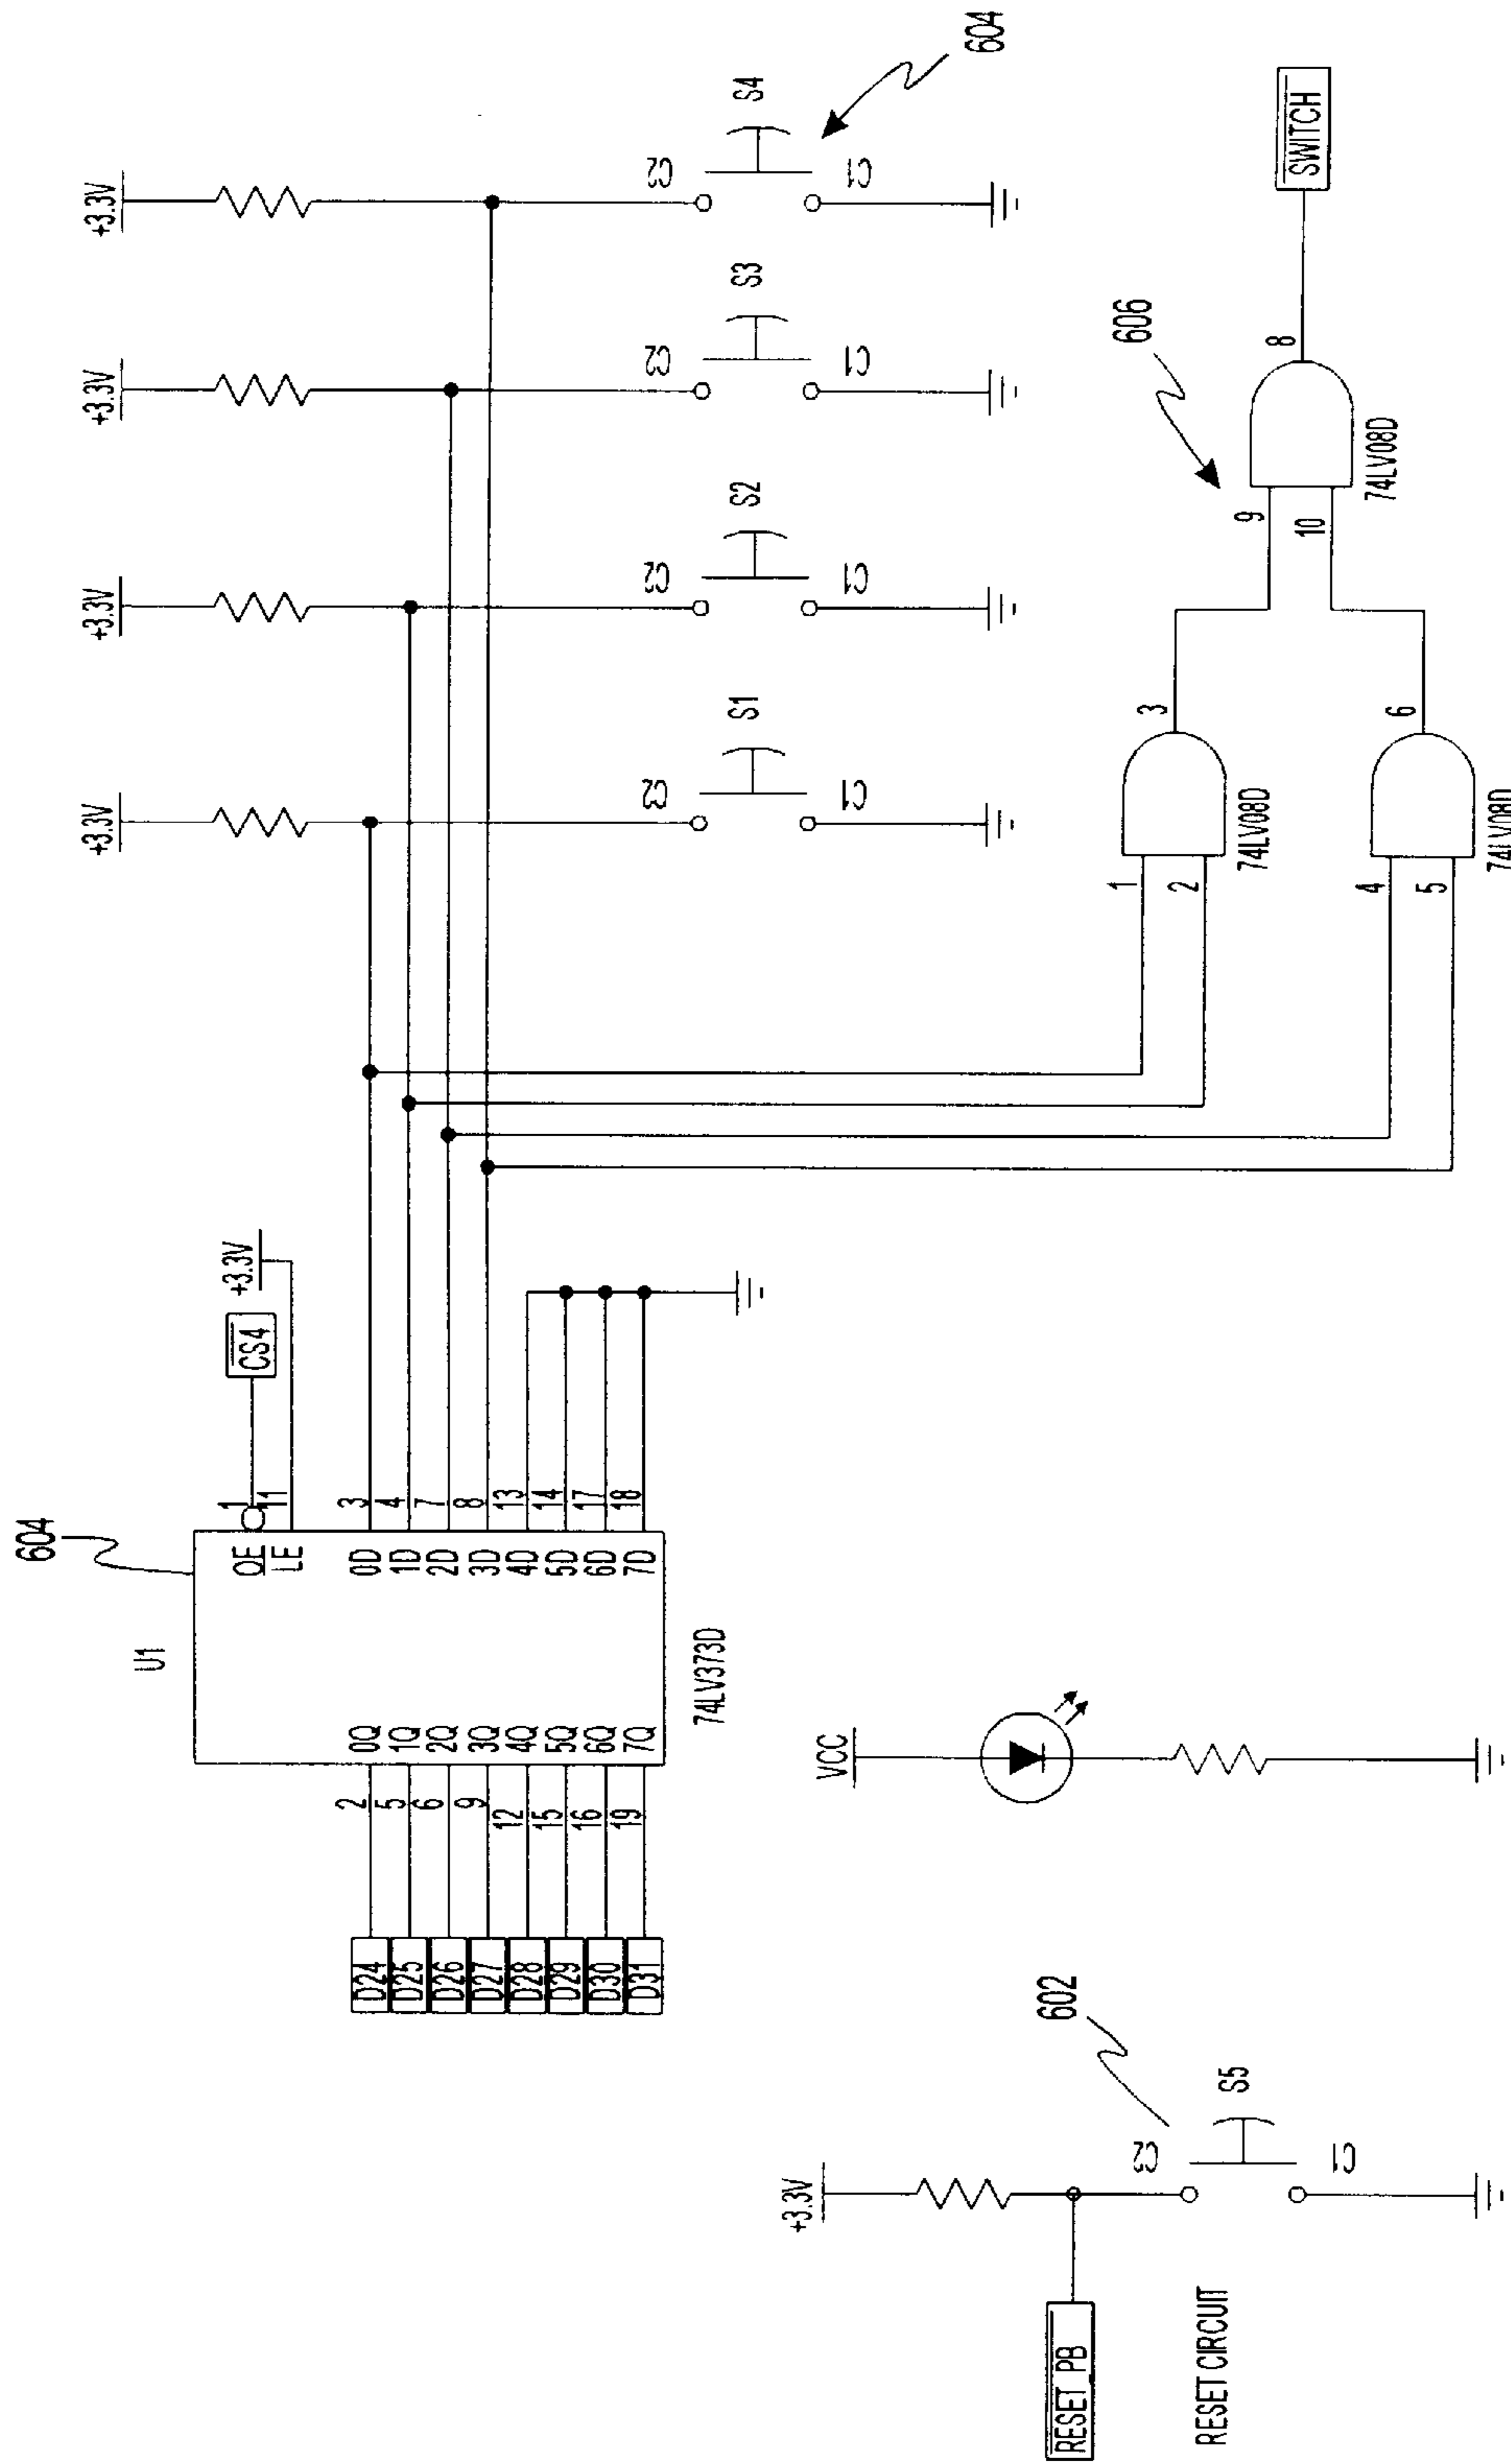 604
U1
OE
LE
1
11
CS4
+3.3V
0Q
1Q
2Q
3Q
4Q
5Q
6Q
7Q
0D
1D
2D
3D
4D
5D
6D
7D
2
5
6
9
12
15
16
19
3
4
7
8
13
14
17
18
D24
D25
D26
D27
D28
D29
D30
D31
74LV373D
+3.3V
+3.3V
+3.3V
+3.3V
C2
S1
C1
C2
S2
C1
C2
S3
C1
C2
S4
C1
604
1
2
3
74LV08D
4
5
6
74LV08D
606
9
10
8
74LV08D
SWITCH
VCC
+3.3V
602
C2
S5
C1
RESET_PB
RESET CIRCUIT